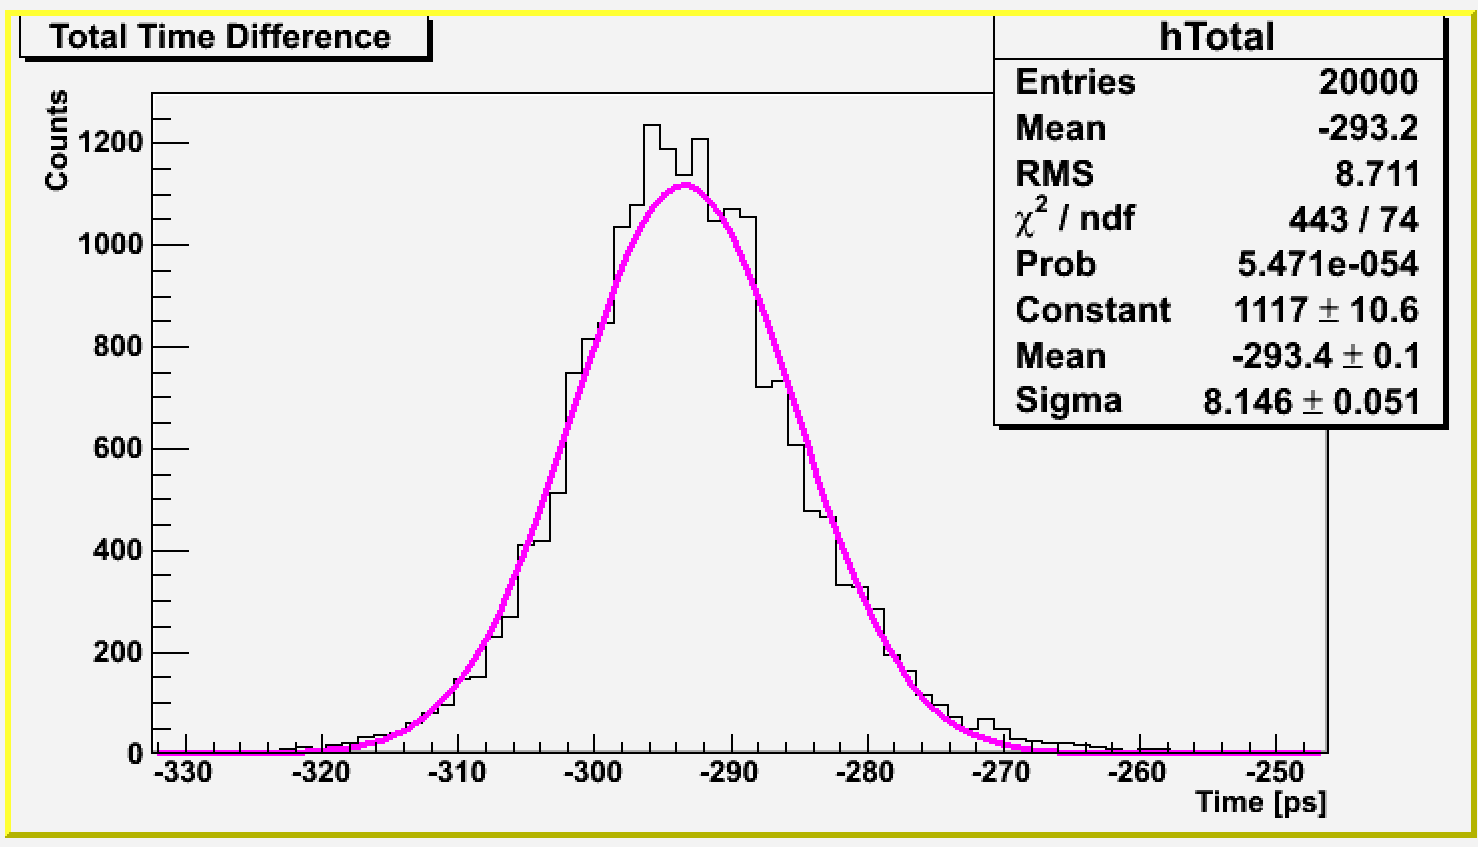 Total Time Difference
hTotal
Entries 20000
Mean -293.2
RMS 8.711
χ² / ndf 443 / 74
Prob 5.471e-054
Constant 1117 ± 10.6
Mean -293.4 ± 0.1
Sigma 8.146 ± 0.051
Counts
1200
1000
800
600
400
200
0
-330 -320 -310 -300 -290 -280 -270 -260 -250
Time [ps]